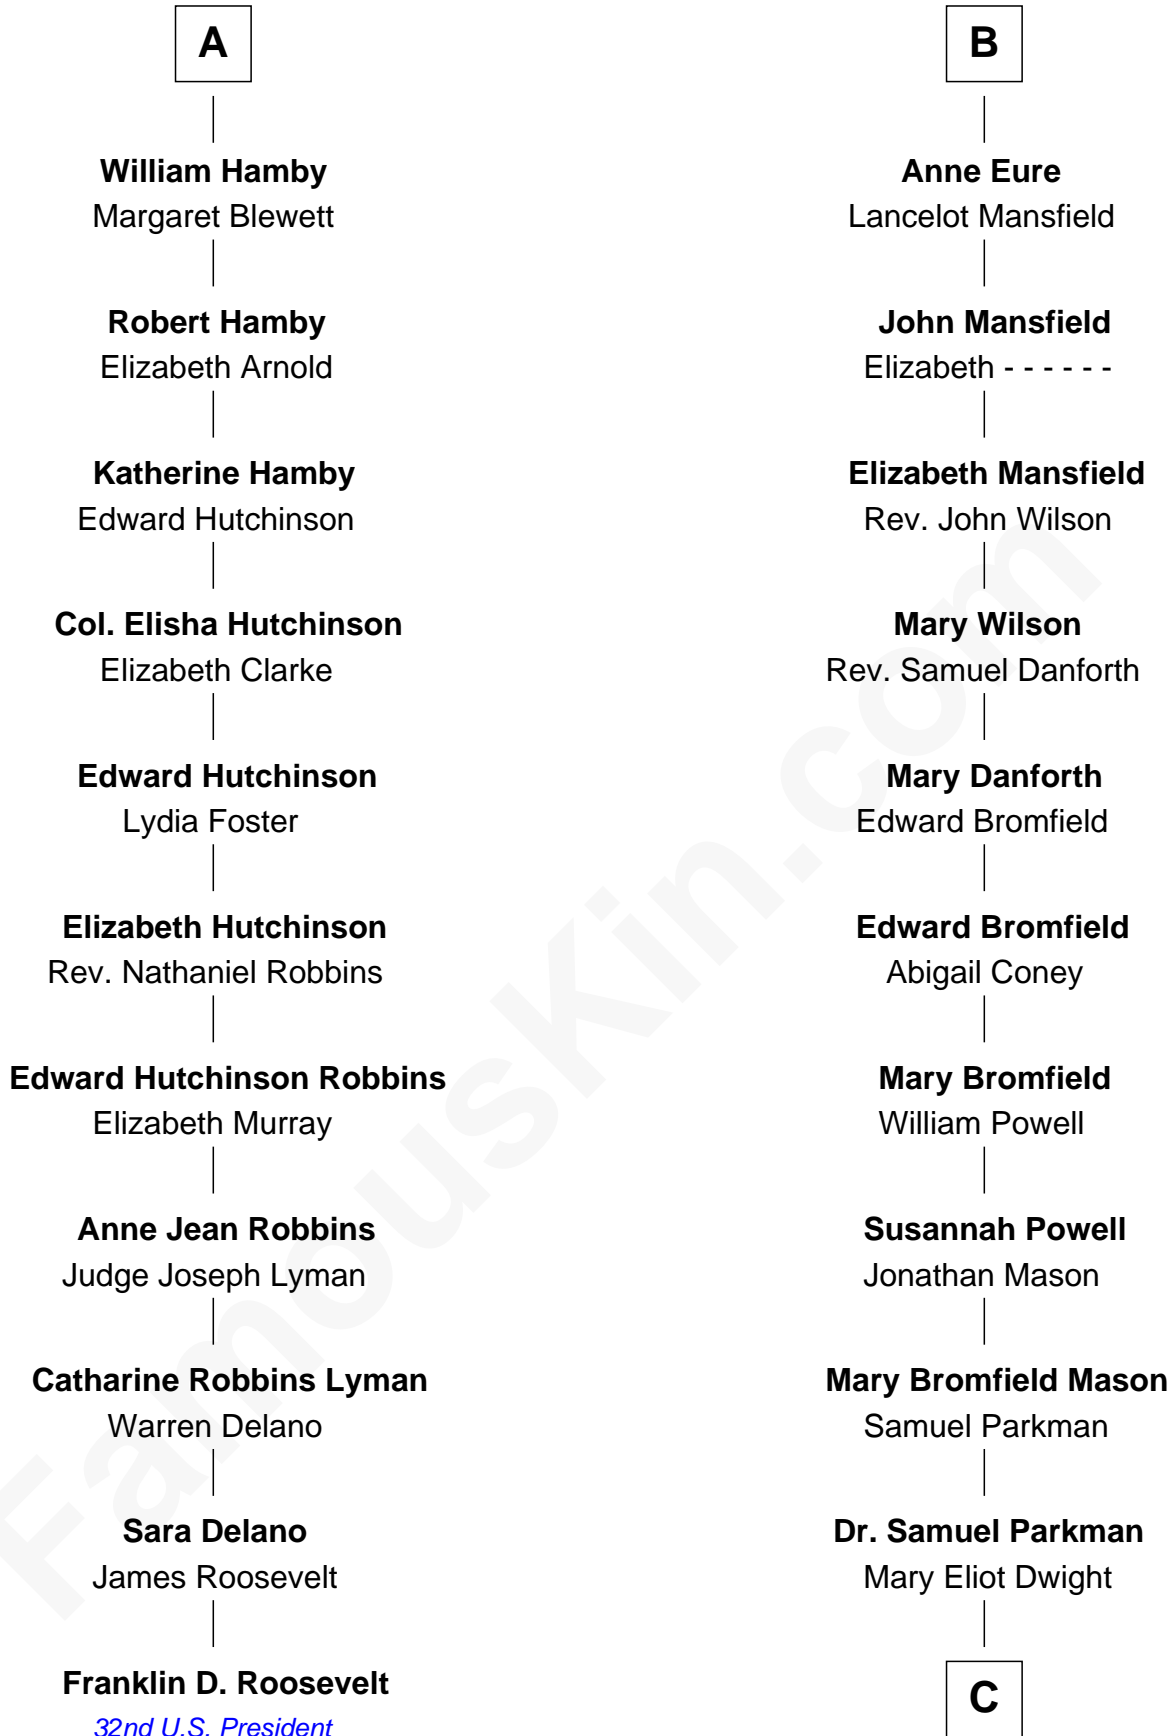 A
William Hamby
Margaret Blewett
Robert Hamby
Elizabeth Arnold
Katherine Hamby
Edward Hutchinson
Col. Elisha Hutchinson
Elizabeth Clarke
Edward Hutchinson
Lydia Foster
Elizabeth Hutchinson
Rev. Nathaniel Robbins
Edward Hutchinson Robbins
Elizabeth Murray
Anne Jean Robbins
Judge Joseph Lyman
Catharine Robbins Lyman
Warren Delano
Sara Delano
James Roosevelt
Franklin D. Roosevelt
32nd U.S. President
B
Anne Eure
Lancelot Mansfield
John Mansfield
Elizabeth - - - - - -
Elizabeth Mansfield
Rev. John Wilson
Mary Wilson
Rev. Samuel Danforth
Mary Danforth
Edward Bromfield
Edward Bromfield
Abigail Coney
Mary Bromfield
William Powell
Susannah Powell
Jonathan Mason
Mary Bromfield Mason
Samuel Parkman
Dr. Samuel Parkman
Mary Eliot Dwight
C
FamousKin.com